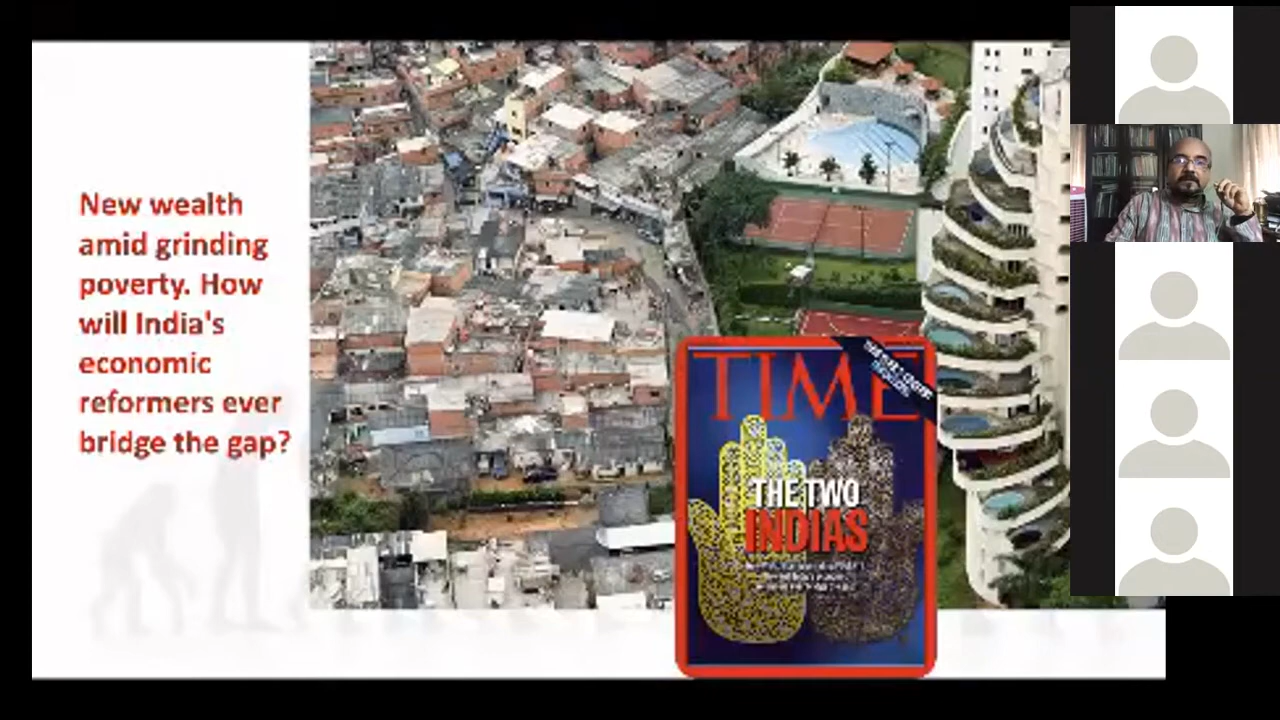 New wealth
amid grinding
poverty. How
will India's
economic
reformers ever
bridge the gap?
TIME
THE TWO
INDIAS